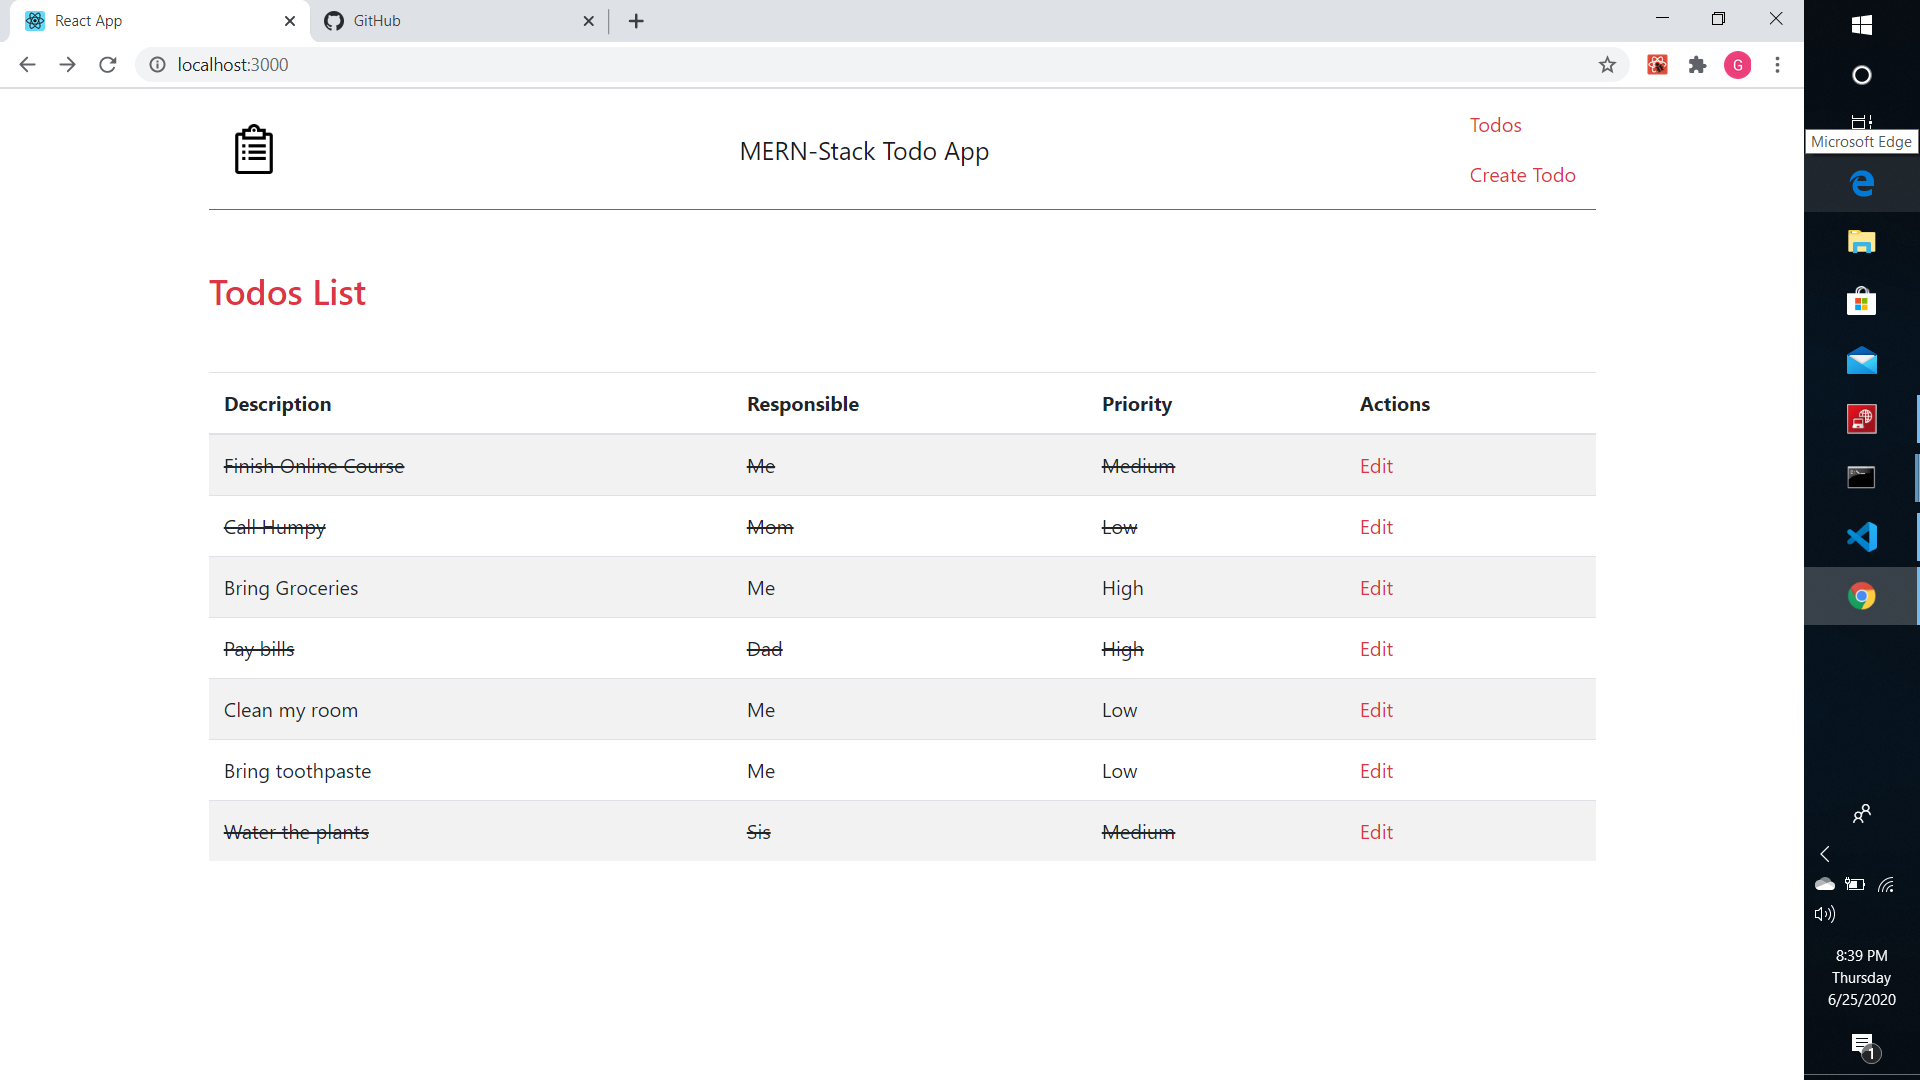 React App
GitHub
localhost:3000
G
MERN-Stack Todo App
Todos
Create Todo
Microsoft Edge
Todos List
Description Responsible Priority Actions
Finish Online Course Me Medium Edit
Call Humpy Mom Low Edit
Bring Groceries Me High Edit
Pay bills Dad High Edit
Clean my room Me Low Edit
Bring toothpaste Me Low Edit
Water the plants Sis Medium Edit
8:39 PM
Thursday
6/25/2020
1